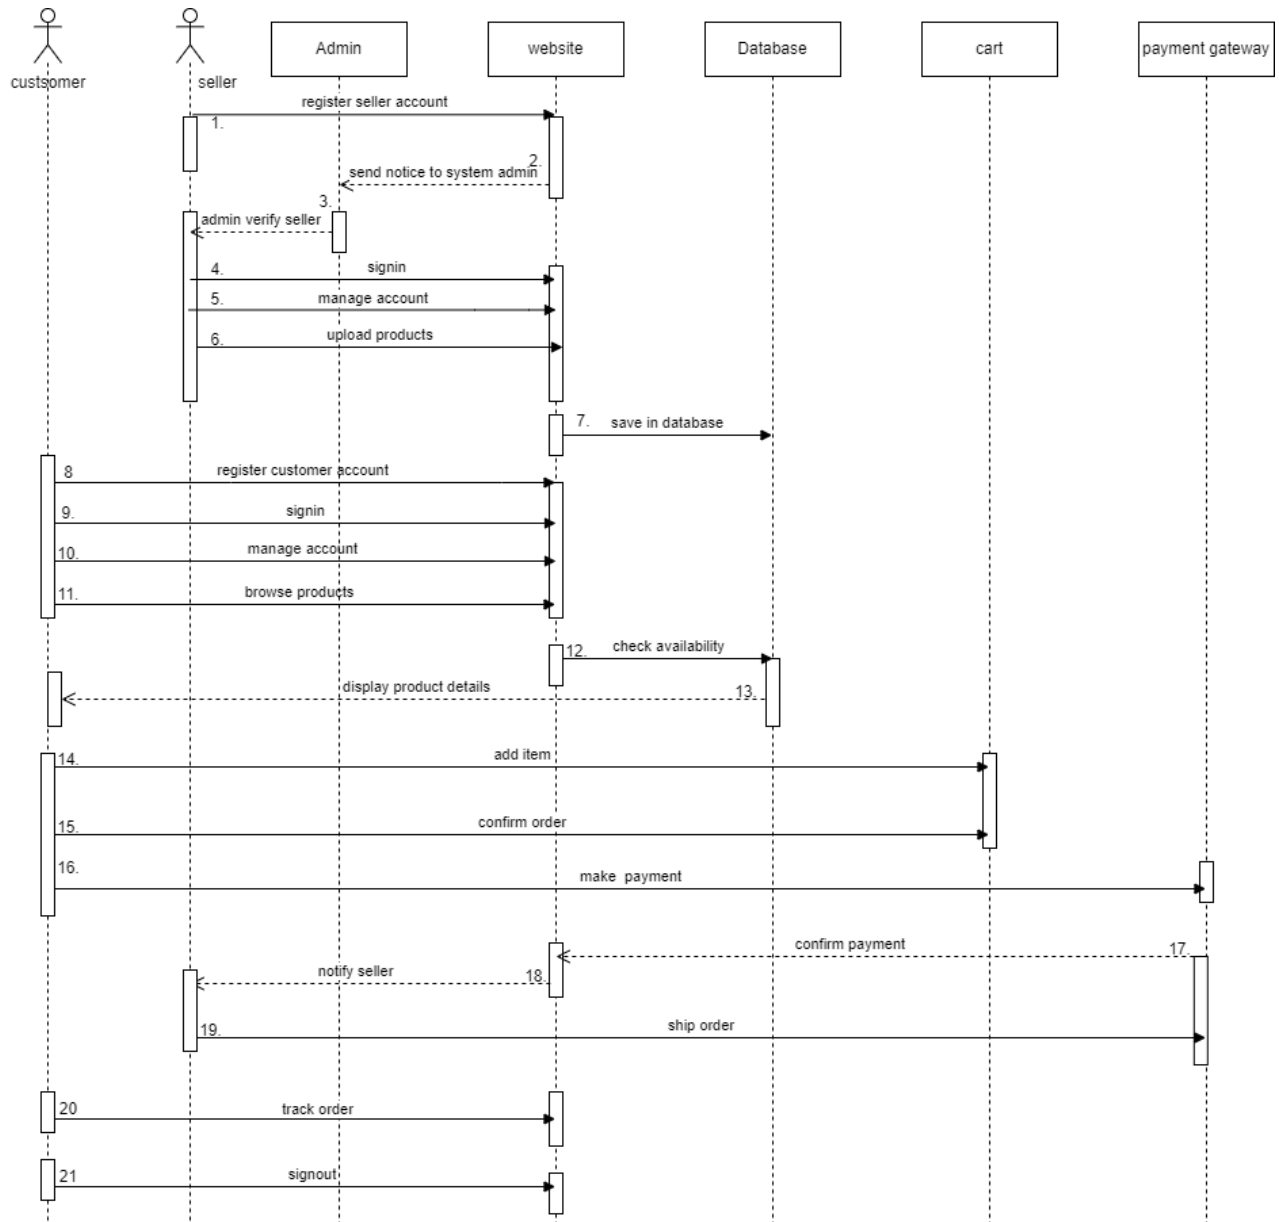 Admin
website
Database
cart
payment gateway
custsomer
seller
register seller account
1.
2.
send notice to system admin
3.
admin verify seller
4.
signin
5.
manage account
6.
upload products
7.
save in database
8
register customer account
9.
signin
10.
manage account
11.
browse products
12.
check availability
display product details
13.
14.
add item
15.
confirm order
16.
make payment
confirm payment
17.
notify seller
18.
19.
ship order
20
track order
21
signout